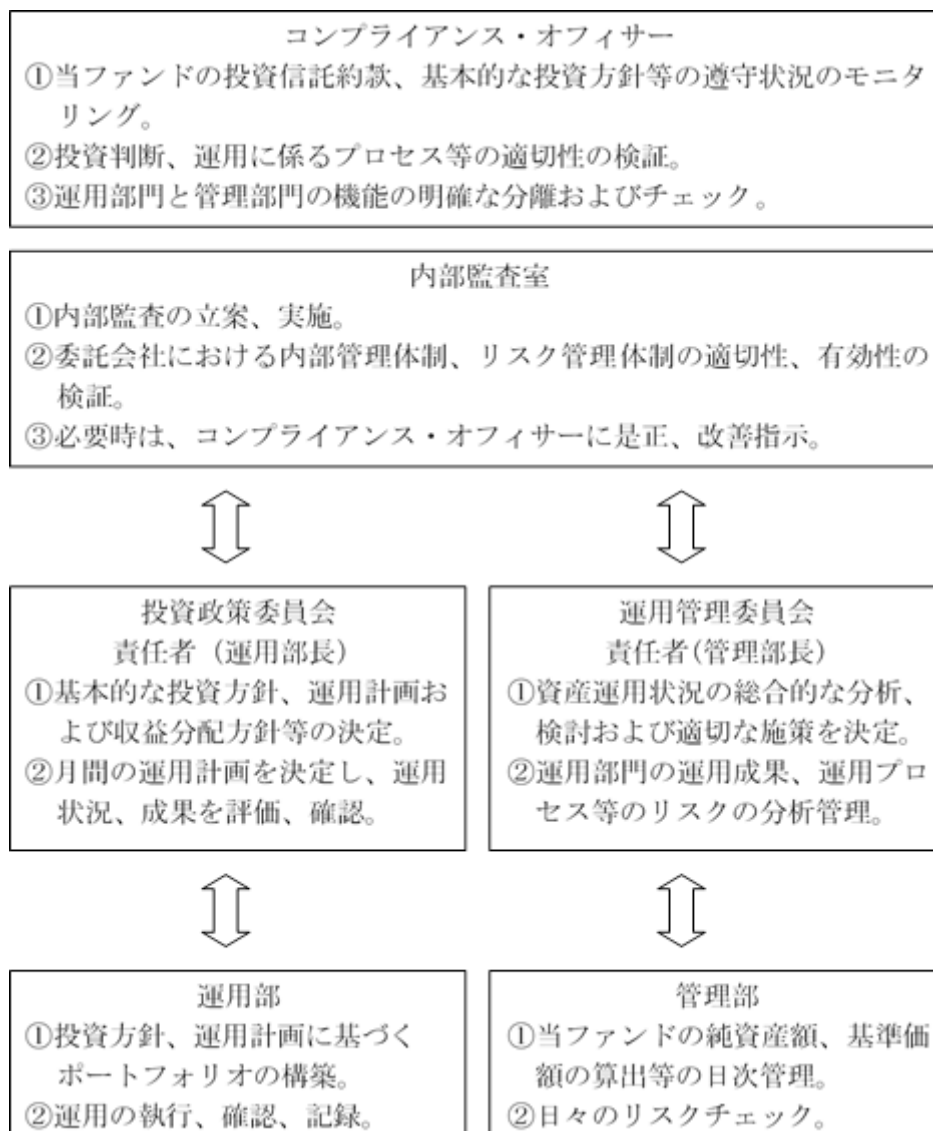 コンプライアンス・オフィサー
①当ファンドの投資信託約款、基本的な投資方針等の遵守状況のモニタ
リング。
②投資判断、運用に係るプロセス等の適切性の検証。
③運用部門と管理部門の機能の明確な分離およびチェック。
内部監査室
①内部監査の立案、実施。
②委託会社における内部管理体制、リスク管理体制の適切性、有効性の
検証。
③必要時は、コンプライアンス・オフィサーに是正、改善指示。
投資政策委員会
責任者（運用部長）
①基本的な投資方針、運用計画お
よび収益分配方針等の決定。
②月間の運用計画を決定し、運用
状況、成果を評価、確認。
運用管理委員会
責任者(管理部長)
①資産運用状況の総合的な分析、
検討および適切な施策を決定。
②運用部門の運用成果、運用プロ
セス等のリスクの分析管理。
運用部
①投資方針、運用計画に基づく
ポートフォリオの構築。
②運用の執行、確認、記録。
管理部
①当ファンドの純資産額、基準価
額の算出等の日次管理。
②日々のリスクチェック。